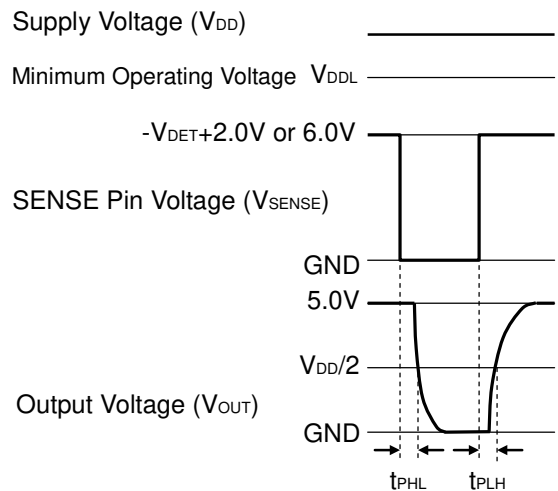 Supply Voltage (VDD)
Minimum Operating Voltage VDDL
-VDET+2.0V or 6.0V
SENSE Pin Voltage (VSENSE)
GND
5.0V
VDD/2
Output Voltage (VOUT)
GND
tPHL tPLH